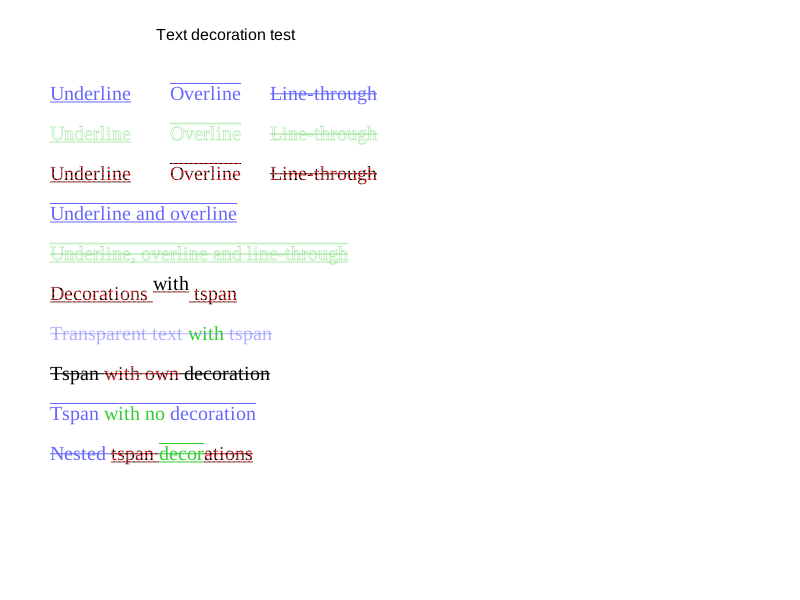 Text decoration test
Underline Overline Line-through
Underline Overline Line-through
Underline Overline Line-through
Underline and overline
Underline, overline and line-through
Decorations with tspan
Transparent text with tspan
Tspan with own decoration
Tspan with no decoration
Nested tspan decorations